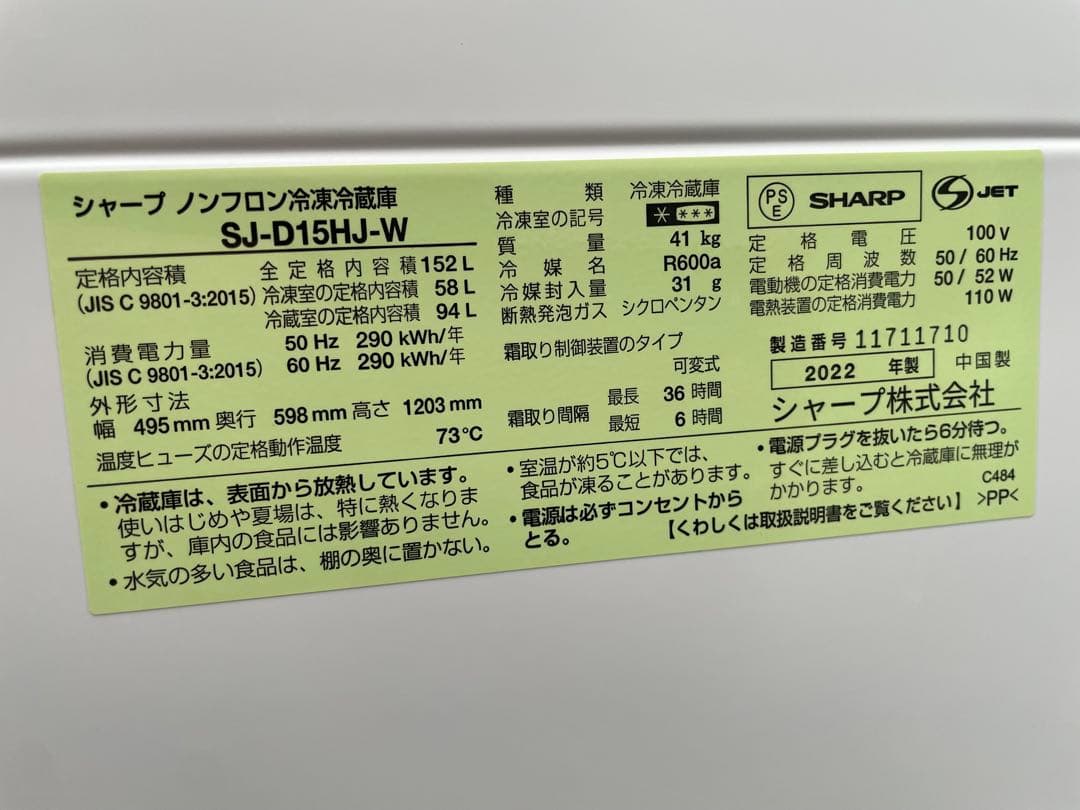 シャープ ノンフロン冷凍冷蔵庫
SJ-D15HJ-W
定格内容積
(JIS C 9801-3:2015)
全定格内容積 152 L
冷凍室の定格内容積 58 L
冷蔵室の定格内容積 94 L
消費電力量
(JIS C 9801-3:2015)
50 Hz 290 kWh/年
60 Hz 290 kWh/年
外形寸法
幅 495 mm 奥行 598 mm 高さ 1203 mm
温度ヒューズの定格動作温度 73℃
種類 冷凍冷蔵庫
冷凍室の記号 * ***
質量 41 kg
冷媒名 R600a
冷媒封入量 31 g
断熱発泡ガス シクロペンタン
霜取り制御装置のタイプ
可変式
霜取り間隔
最長 36 時間
最短 6 時間
PSE SHARP
JET
定格電圧 100 V
定格周波数 50 / 60 Hz
電動機の定格消費電力 50 / 52 W
電熱装置の定格消費電力 110 W
製造番号 11711710
2022 年製 中国製
シャープ株式会社
・冷蔵庫は、表面から放熱しています。
使いはじめや夏場は、特に熱くなりま
すが、庫内の食品には影響ありません。
・水気の多い食品は、棚の奥に置かない。
・室温が約5℃以下では、
食品が凍ることがあります。
・電源は必ずコンセントから
とる。
・電源プラグを抜いたら6分待つ。
すぐに差し込むと冷蔵庫に無理が
かかります。
C484
【くわしくは取扱説明書をご覧ください】 >PP<